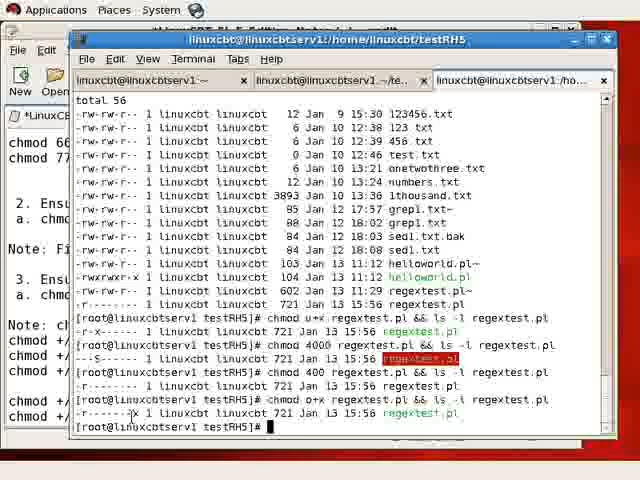 Applications Places System
linuxcbt@linuxcbtserv1:/home/linuxcbt/testRH5
File Edit
File Edit View Terminal Tabs Help
linuxcbt@linuxcbtserv1:~
linuxcbt@linuxcbtserv1:~/te...
linuxcbt@linuxcbtserv1:/ho...
New Open
*LinuxCB
chmod 66
chmod 77
2. Ensu
a. chmo
Note: Fi
3. Ensu
a. chmo
Note: ch
chmod +/
chmod +/
chmod +/
chmod +/
chmod +/
total 56
-rw-rw-r-- 1 linuxcbt linuxcbt 12 Jan 9 15:30 123456.txt
-rw-rw-r-- 1 linuxcbt linuxcbt 6 Jan 10 12:38 123.txt
-rw-rw-r-- 1 linuxcbt linuxcbt 6 Jan 10 12:39 456.txt
-rw-rw-r-- 1 linuxcbt linuxcbt 0 Jan 10 12:46 test.txt
-rw-rw-r-- 1 linuxcbt linuxcbt 6 Jan 10 13:21 onetwothree.txt
-rw-rw-r-- 1 linuxcbt linuxcbt 12 Jan 10 13:24 numbers.txt
-rw-rw-r-- 1 linuxcbt linuxcbt 3893 Jan 10 13:36 1thousand.txt
-rw-rw-r-- 1 linuxcbt linuxcbt 85 Jan 12 17:57 grep1.txt~
-rw-rw-r-- 1 linuxcbt linuxcbt 88 Jan 12 18:02 grep1.txt
-rw-rw-r-- 1 linuxcbt linuxcbt 84 Jan 12 18:03 sed1.txt.bak
-rw-rw-r-- 1 linuxcbt linuxcbt 84 Jan 12 18:08 sed1.txt
-rw-rw-r-- 1 linuxcbt linuxcbt 103 Jan 13 11:12 helloworld.pl~
-rwxrwxr-x 1 linuxcbt linuxcbt 104 Jan 13 11:12 helloworld.pl
-rw-rw-r-- 1 linuxcbt linuxcbt 602 Jan 13 11:29 regextest.pl~
-r-------- 1 linuxcbt linuxcbt 721 Jan 13 15:56 regextest.pl
[root@linuxcbtserv1 testRH5]# chmod u+x regextest.pl && ls -l regextest.pl
-r-x------ 1 linuxcbt linuxcbt 721 Jan 13 15:56 regextest.pl
[root@linuxcbtserv1 testRH5]# chmod 4000 regextest.pl && ls -l regextest.pl
---S------ 1 linuxcbt linuxcbt 721 Jan 13 15:56 regextest.pl
[root@linuxcbtserv1 testRH5]# chmod 400 regextest.pl && ls -l regextest.pl
-r-------- 1 linuxcbt linuxcbt 721 Jan 13 15:56 regextest.pl
[root@linuxcbtserv1 testRH5]# chmod o+x regextest.pl && ls -l regextest.pl
-r-------x 1 linuxcbt linuxcbt 721 Jan 13 15:56 regextest.pl
[root@linuxcbtserv1 testRH5]#